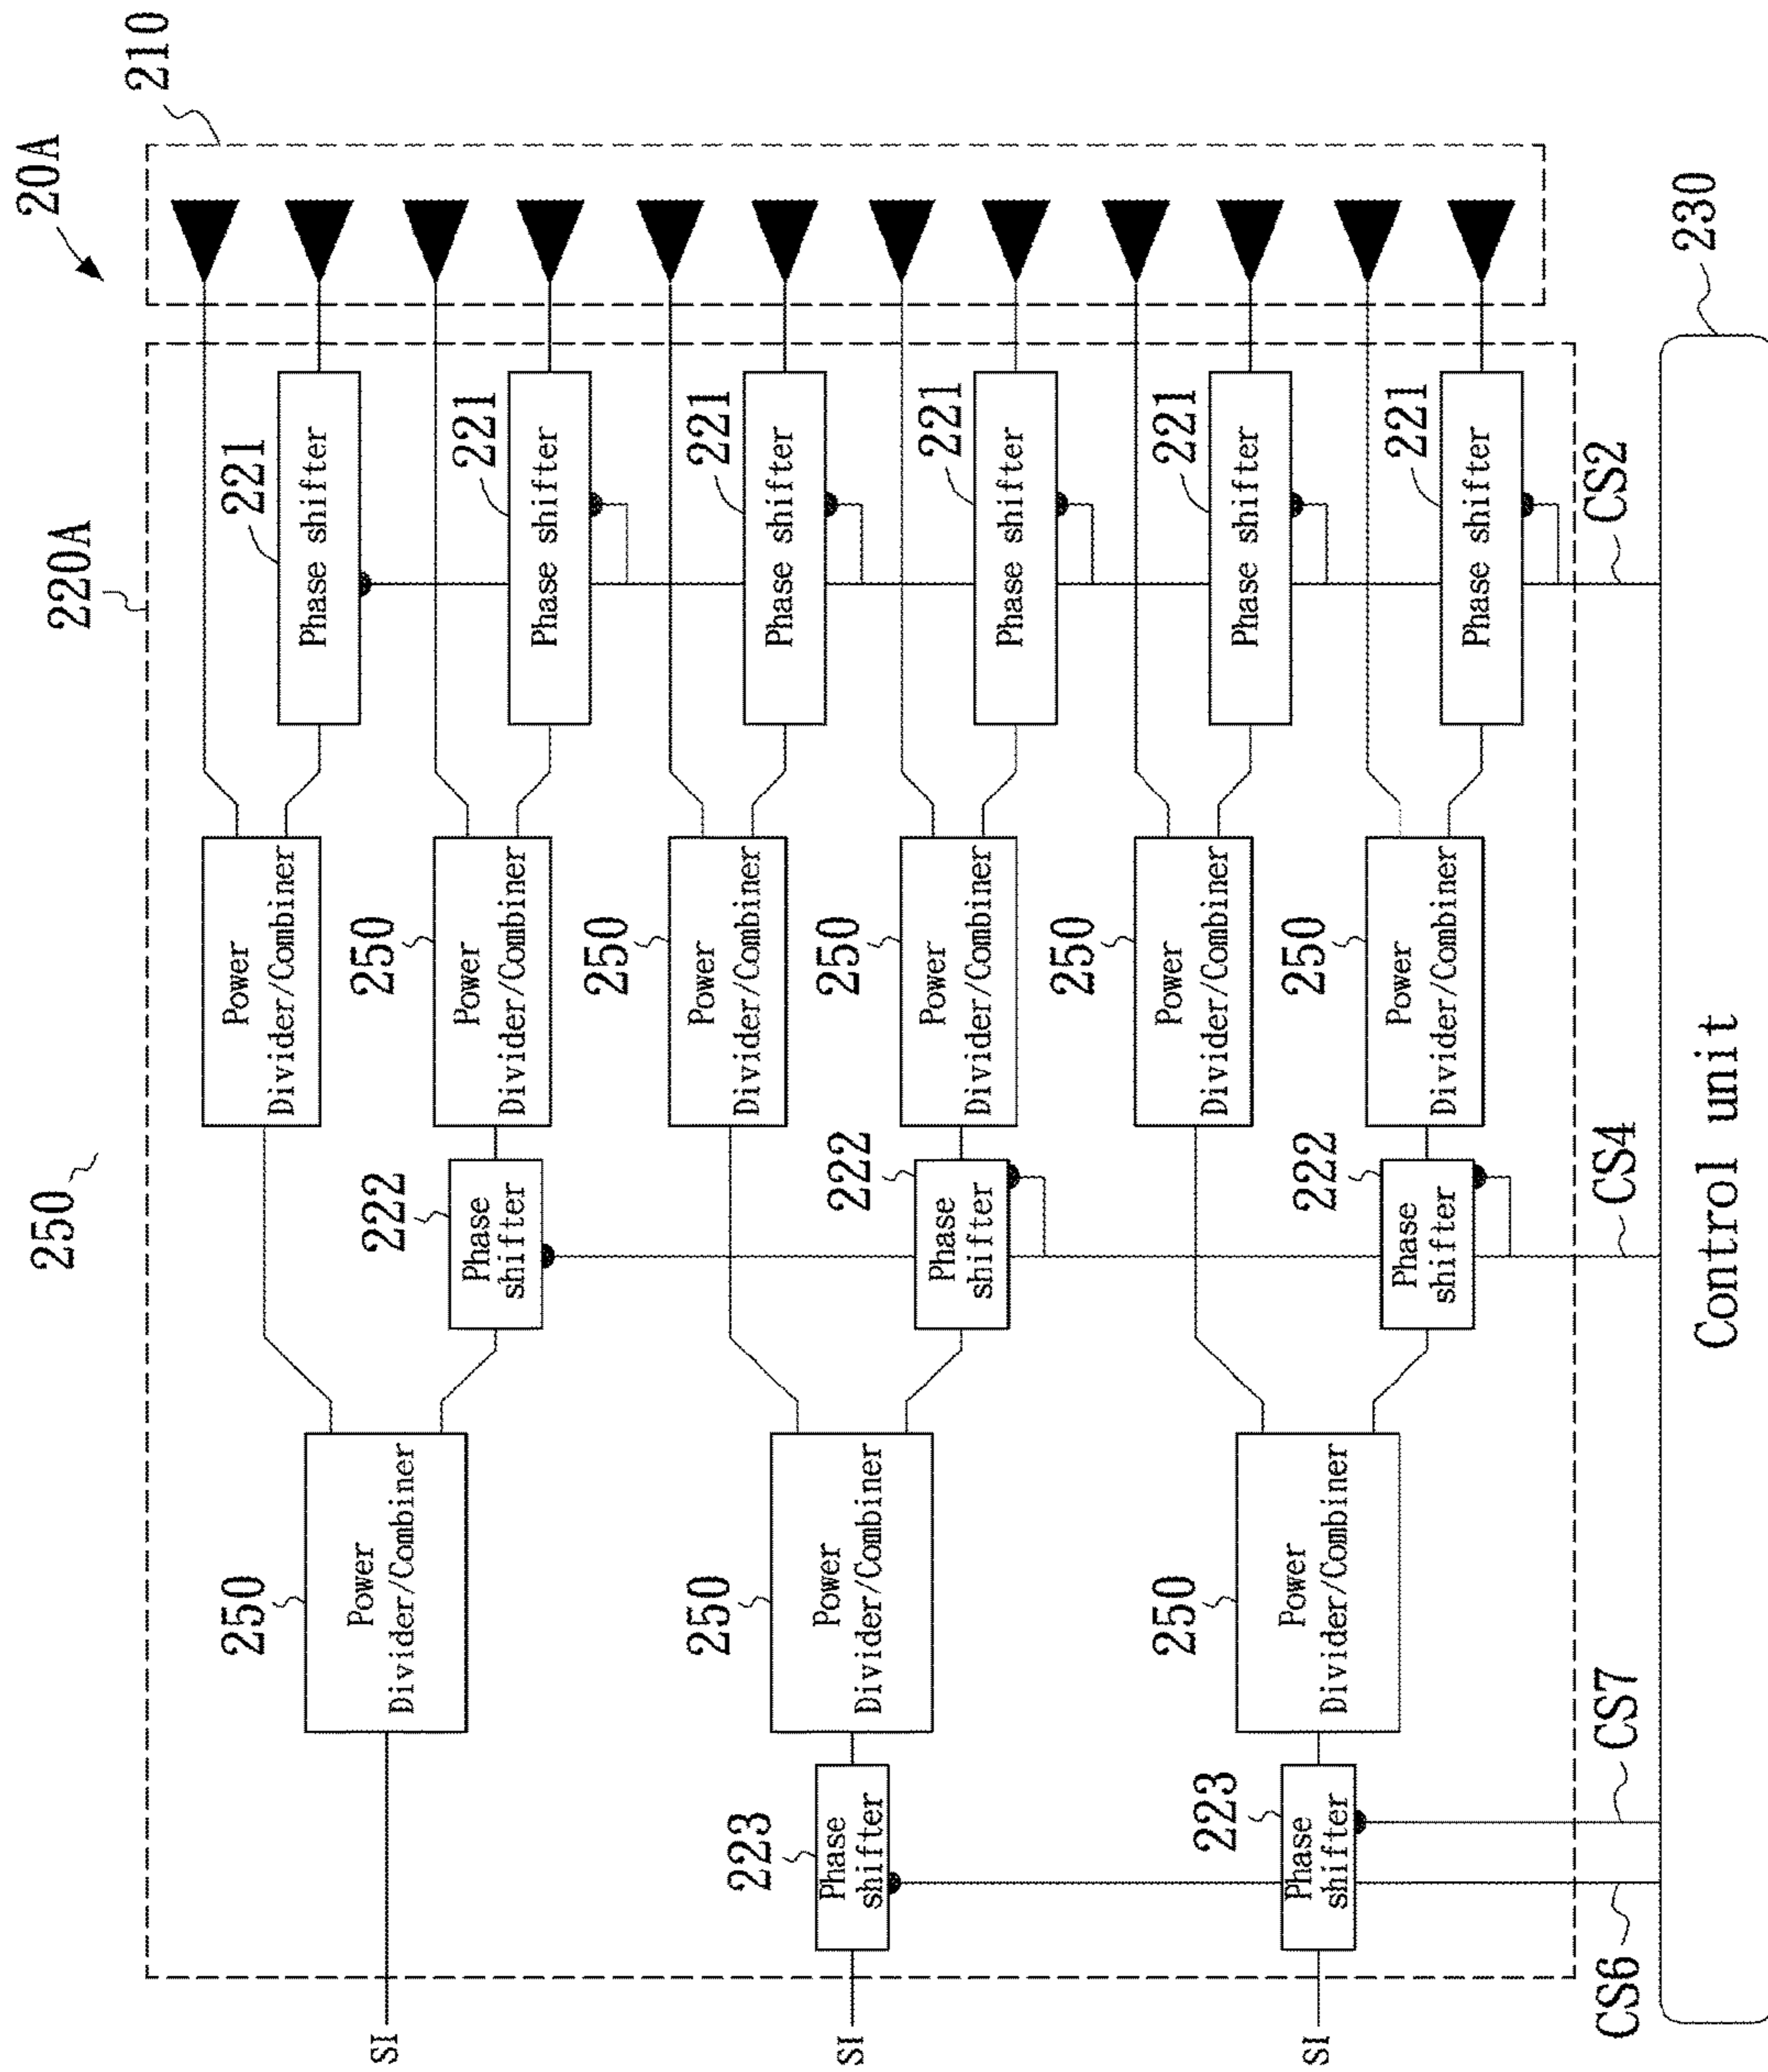 20A
210
220A
250
221
Phase shifter
221
Phase shifter
221
Phase shifter
221
Phase shifter
221
Phase shifter
221
Phase shifter
Power
Divider/Combiner
250
Power
Divider/Combiner
250
Power
Divider/Combiner
250
Power
Divider/Combiner
250
Power
Divider/Combiner
250
Power
Divider/Combiner
222
Phase
shifter
222
Phase
shifter
222
Phase
shifter
250
Power
Divider/Combiner
250
Power
Divider/Combiner
250
Power
Divider/Combiner
223
Phase
shifter
223
Phase
shifter
SI
SI
SI
CS6
CS7
CS4
CS2
230
Control unit